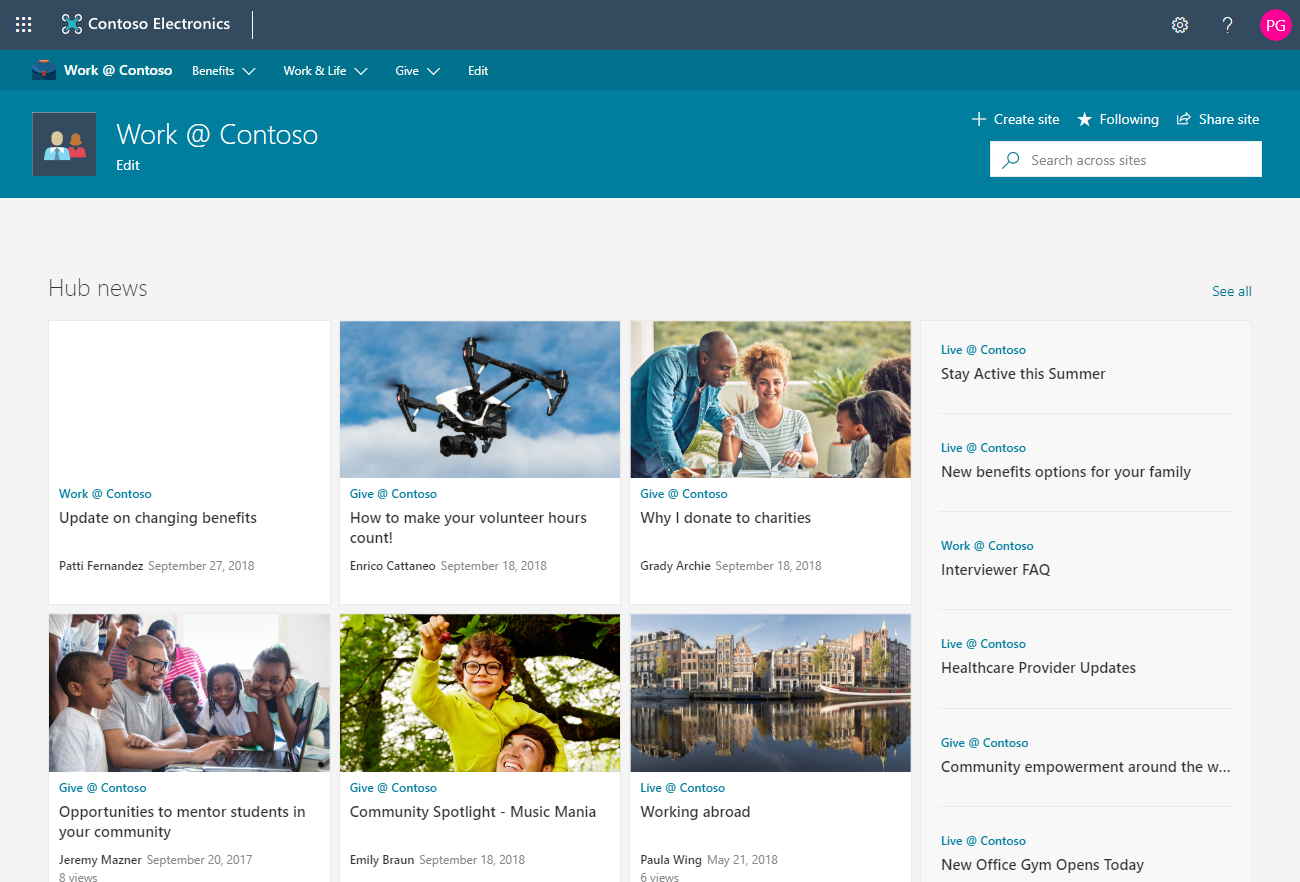 Contoso Electronics
PG
Work @ Contoso
Benefits
Work & Life
Give
Edit
Work @ Contoso
Edit
Create site
Following
Share site
Search across sites
Hub news
See all
Work @ Contoso
Update on changing benefits
Patti Fernandez September 27, 2018
Give @ Contoso
How to make your volunteer hours
count!
Enrico Cattaneo September 18, 2018
Give @ Contoso
Why I donate to charities
Grady Archie September 18, 2018
Give @ Contoso
Opportunities to mentor students in
your community
Jeremy Mazner September 20, 2017
8 views
Give @ Contoso
Community Spotlight - Music Mania
Emily Braun September 18, 2018
Live @ Contoso
Working abroad
Paula Wing May 21, 2018
6 views
Live @ Contoso
Stay Active this Summer
Live @ Contoso
New benefits options for your family
Work @ Contoso
Interviewer FAQ
Live @ Contoso
Healthcare Provider Updates
Give @ Contoso
Community empowerment around the w...
Live @ Contoso
New Office Gym Opens Today